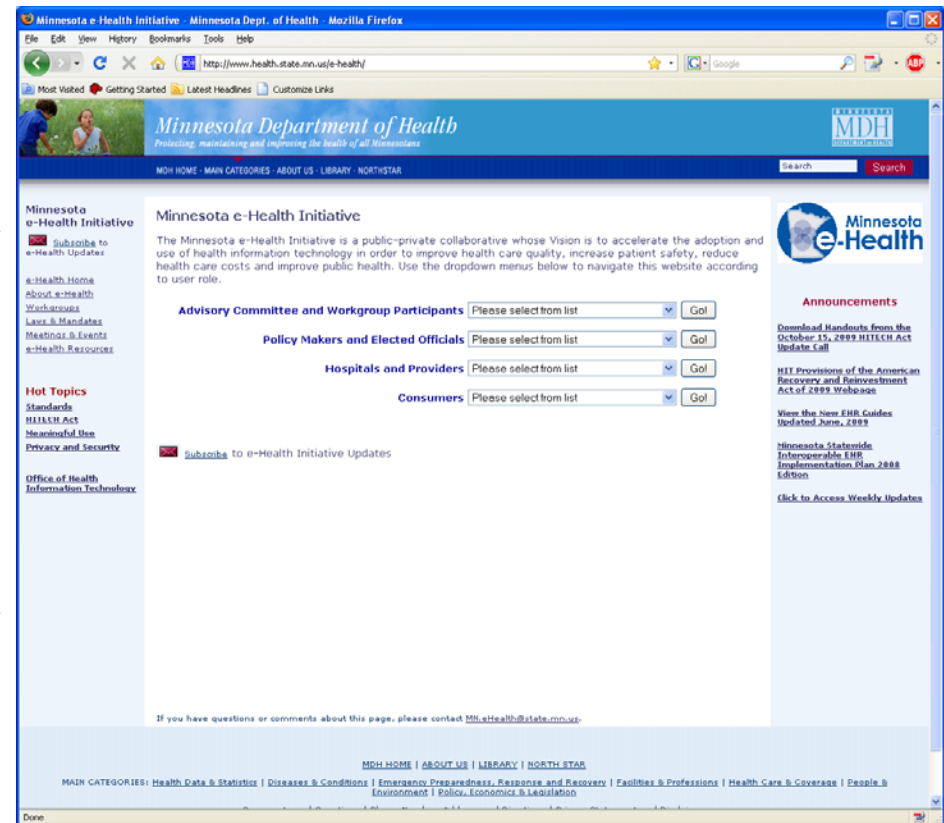 Minnesota e-Health Initiative - Minnesota Dept. of Health - Mozilla Firefox
File Edit View History Bookmarks Tools Help
http://www.health.state.mn.us/e-health/
Google
ABP
Most Visited Getting Started Latest Headlines Customize Links
Minnesota Department of Health
Protecting, maintaining and improving the health of all Minnesotans
MINNESOTA
MDH
DEPARTMENT OF HEALTH
MDH HOME - MAIN CATEGORIES - ABOUT US - LIBRARY - NORTHSTAR
Search
Search
Minnesota
e-Health Initiative
Subscribe to
e-Health Updates
e-Health Home
About e-Health
Workgroups
Laws & Mandates
Meetings & Events
e-Health Resources
Hot Topics
Standards
HITECH Act
Meaningful Use
Privacy and Security
Office of Health
Information Technology
Minnesota e-Health Initiative
The Minnesota e-Health Initiative is a public-private collaborative whose Vision is to accelerate the adoption and
use of health information technology in order to improve health care quality, increase patient safety, reduce
health care costs and improve public health. Use the dropdown menus below to navigate this website according
to user role.
Advisory Committee and Workgroup Participants Please select from list Go!
Policy Makers and Elected Officials Please select from list Go!
Hospitals and Providers Please select from list Go!
Consumers Please select from list Go!
Subscribe to e-Health Initiative Updates
Minnesota
e-Health
Announcements
Download Handouts from the
October 15, 2009 HITECH Act
Update Call
HIT Provisions of the American
Recovery and Reinvestment
Act of 2009 Webpage
View the New EHR Guides
Updated June, 2009
Minnesota Statewide
Interoperable EHR
Implementation Plan 2008
Edition
Click to Access Weekly Updates
If you have questions or comments about this page, please contact MN.eHealth@state.mn.us.
MDH HOME | ABOUT US | LIBRARY | NORTH STAR
MAIN CATEGORIES: Health Data & Statistics | Diseases & Conditions | Emergency Preparedness, Response and Recovery | Facilities & Professions | Health Care & Coverage | People &
Environment | Policy, Economics & Legislation
Done